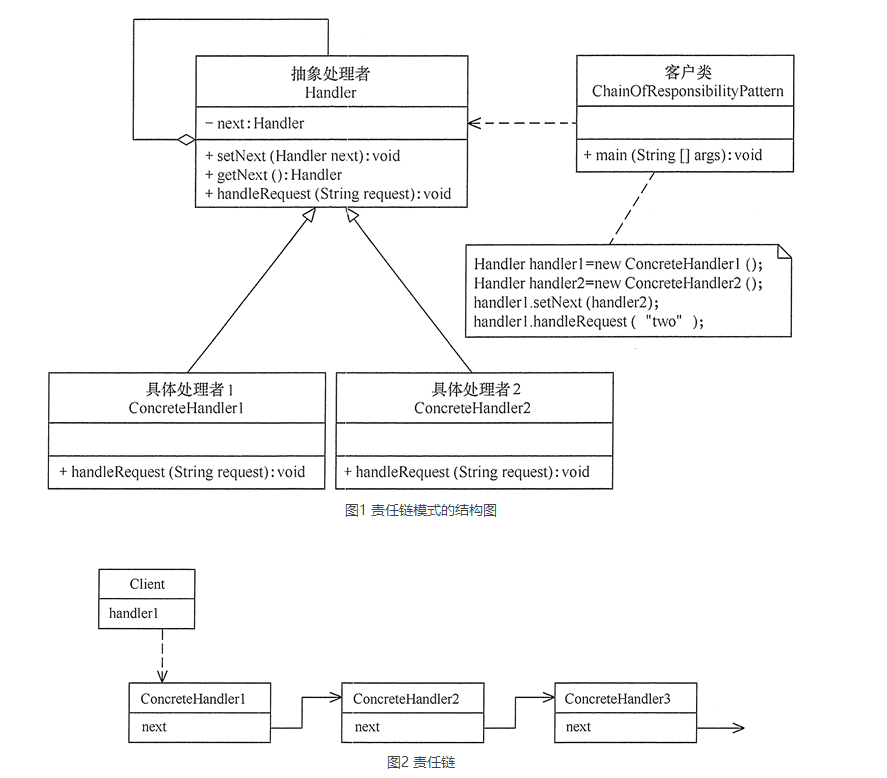 抽象处理者
Handler
- next:Handler
+ setNext (Handler next):void
+ getNext ():Handler
+ handleRequest (String request):void
客户类
ChainOfResponsibilityPattern
+ main (String [] args):void
Handler handler1=new ConcreteHandler1 ();
Handler handler2=new ConcreteHandler2 ();
handler1.setNext (handler2);
handler1.handleRequest ( "two" );
具体处理者1
ConcreteHandler1
+ handleRequest (String request):void
具体处理者2
ConcreteHandler2
+ handleRequest (String request):void
图1 责任链模式的结构图
Client
handler1
ConcreteHandler1
next
ConcreteHandler2
next
ConcreteHandler3
next
图2 责任链